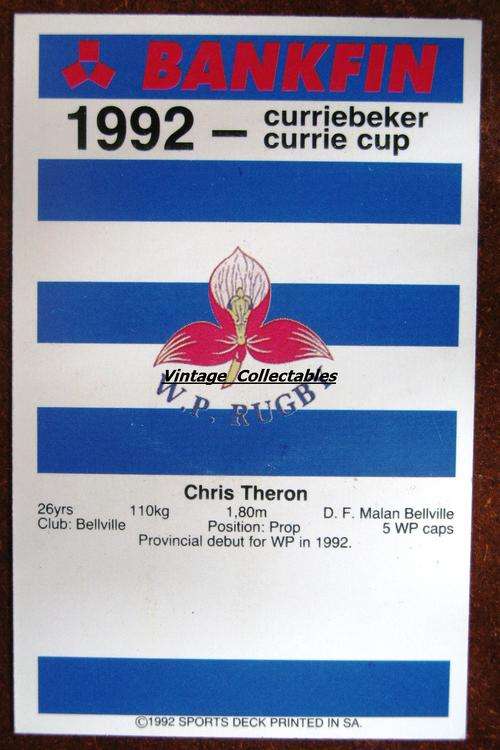 BANKFIN
1992 – curriebeker
currie cup
Vintage Collectables
W.P. RUGBY
Chris Theron
26yrs 110kg 1,80m D. F. Malan Bellville
Club: Bellville Position: Prop 5 WP caps
Provincial debut for WP in 1992.
©1992 SPORTS DECK PRINTED IN SA.